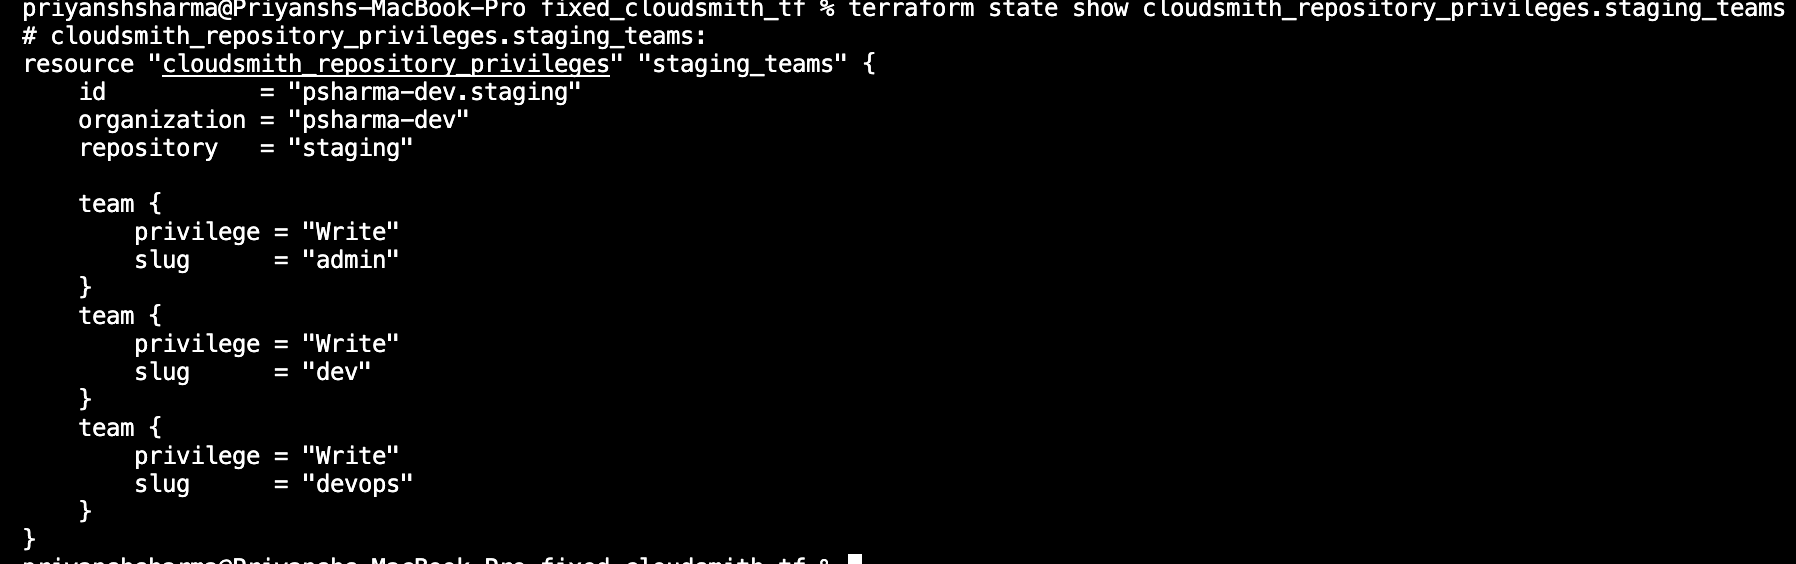 priyanshsharma@Priyanshs-MacBook-Pro fixed_cloudsmith_tf % terraform state show cloudsmith_repository_privileges.staging_teams
# cloudsmith_repository_privileges.staging_teams:
resource "cloudsmith_repository_privileges" "staging_teams" {
    id           = "psharma-dev.staging"
    organization = "psharma-dev"
    repository   = "staging"

    team {
        privilege = "Write"
        slug      = "admin"
    }
    team {
        privilege = "Write"
        slug      = "dev"
    }
    team {
        privilege = "Write"
        slug      = "devops"
    }
}
priyanshsharma@Priyanshs-MacBook-Pro fixed_cloudsmith_tf %